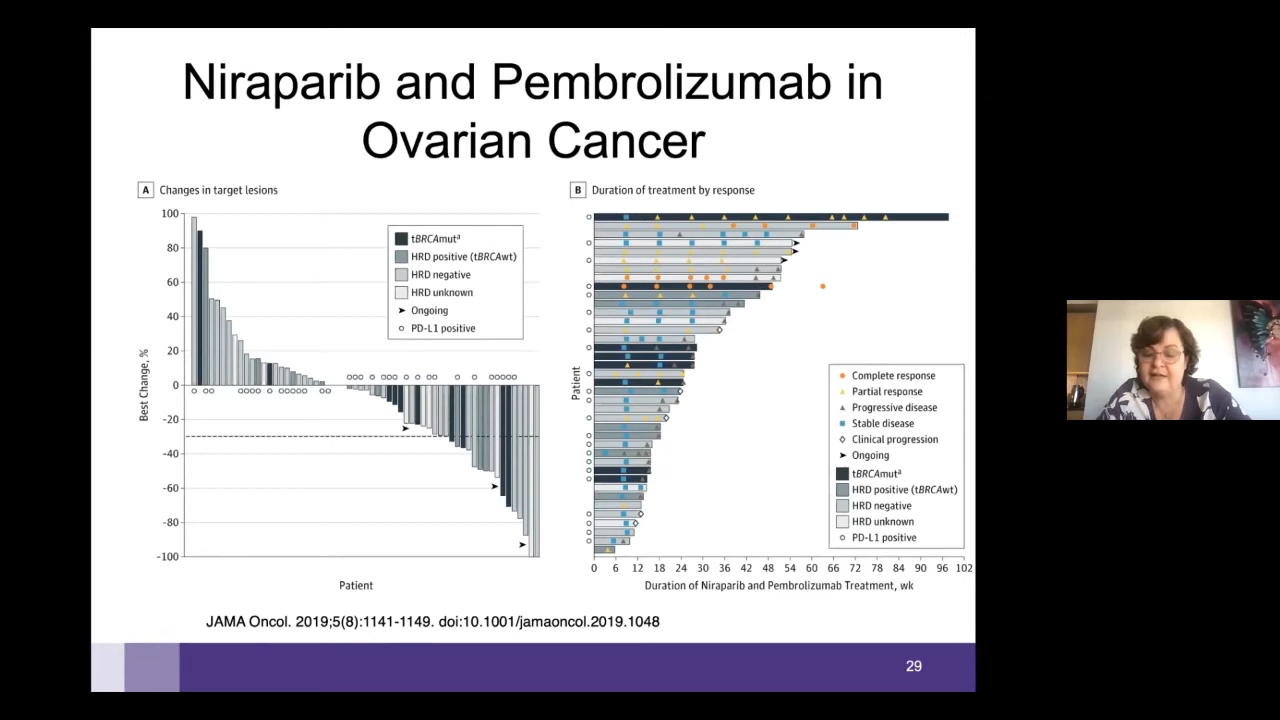 Niraparib and Pembrolizumab in
Ovarian Cancer
A Changes in target lesions
100
80
60
40
20
0
-20
-40
-60
-80
-100
Best Change, %
tBRCAmutᵃ
HRD positive (tBRCAwt)
HRD negative
HRD unknown
Ongoing
PD-L1 positive
Patient
B Duration of treatment by response
Patient
Complete response
Partial response
Progressive disease
Stable disease
Clinical progression
Ongoing
tBRCAmutᵃ
HRD positive (tBRCAwt)
HRD negative
HRD unknown
PD-L1 positive
0 6 12 18 24 30 36 42 48 54 60 66 72 78 84 90 96 102
Duration of Niraparib and Pembrolizumab Treatment, wk
JAMA Oncol. 2019;5(8):1141-1149. doi:10.1001/jamaoncol.2019.1048
29